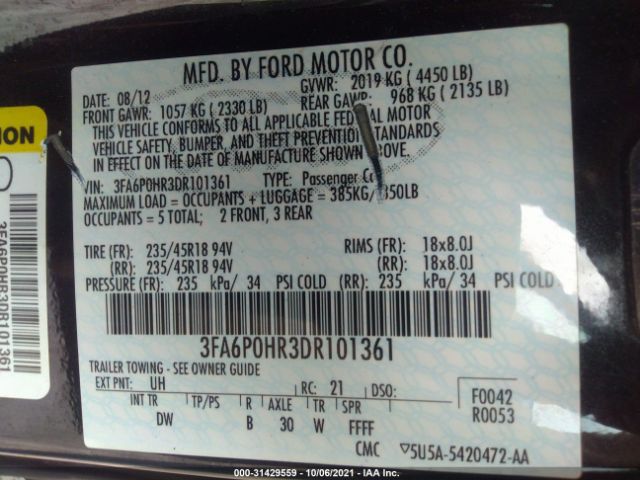 MFD. BY FORD MOTOR CO.
DATE: 08/12 GVWR: 2019 KG ( 4450 LB)
FRONT GAWR: 1057 KG ( 2330 LB) REAR GAWR: 968 KG ( 2135 LB)
THIS VEHICLE CONFORMS TO ALL APPLICABLE FEDERAL MOTOR
VEHICLE SAFETY, BUMPER, AND THEFT PREVENTION STANDARDS
IN EFFECT ON THE DATE OF MANUFACTURE SHOWN ABOVE.
VIN: 3FA6P0HR3DR101361 TYPE: Passenger
MAXIMUM LOAD = OCCUPANTS + LUGGAGE = 385KG/ 850LB
OCCUPANTS = 5 TOTAL; 2 FRONT, 3 REAR
TIRE (FR): 235/45R18 94V RIMS (FR): 18x8.0J
(RR): 235/45R18 94V (RR): 18x8.0J
PRESSURE (FR): 235 kPa/ 34 PSI COLD (RR): 235 kPa/ 34 PSI COLD
3FA6P0HR3DR101361
TRAILER TOWING - SEE OWNER GUIDE
EXT PNT: UH RC: 21 DSO: F0042
INT TR TP/PS R AXLE TR SPR R0053
DW B 30 W FFFF
CMC ▽5U5A-5420472-AA
3FA6P0HR3DR101361
000-31429559 - 10/06/2021 - IAA Inc.